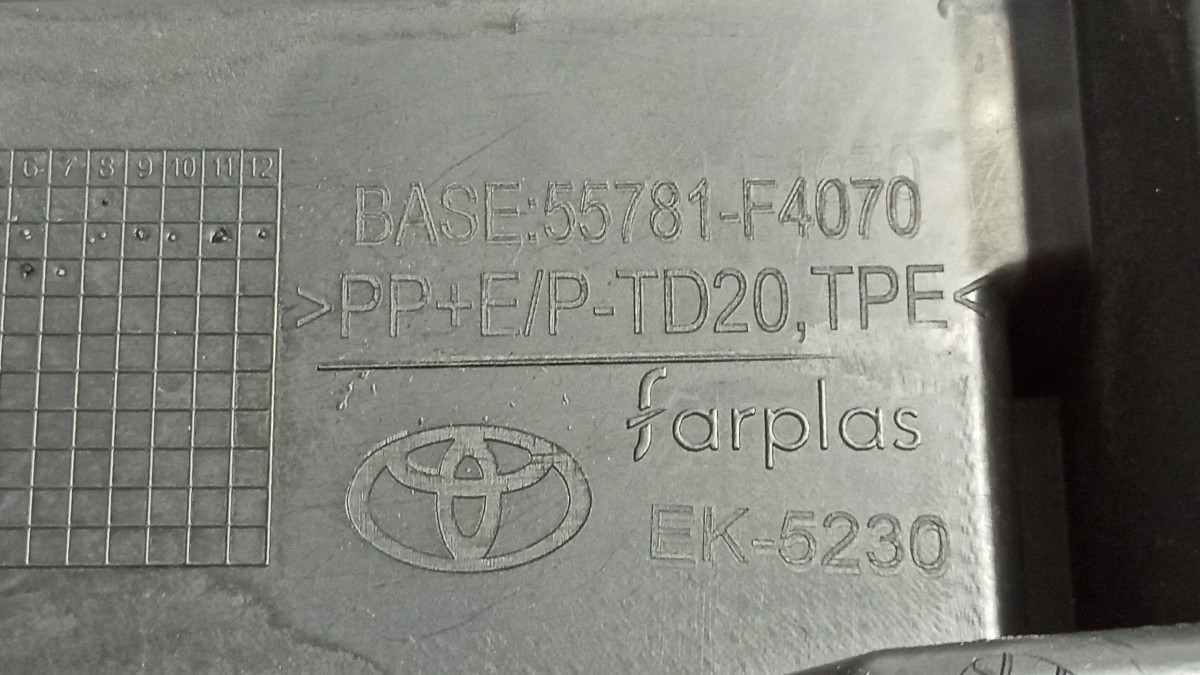 6 7 8 9 10 11 12
BASE:55781-F4070
>PP+E/P-TD20,TPE<
farplas
EK-5230